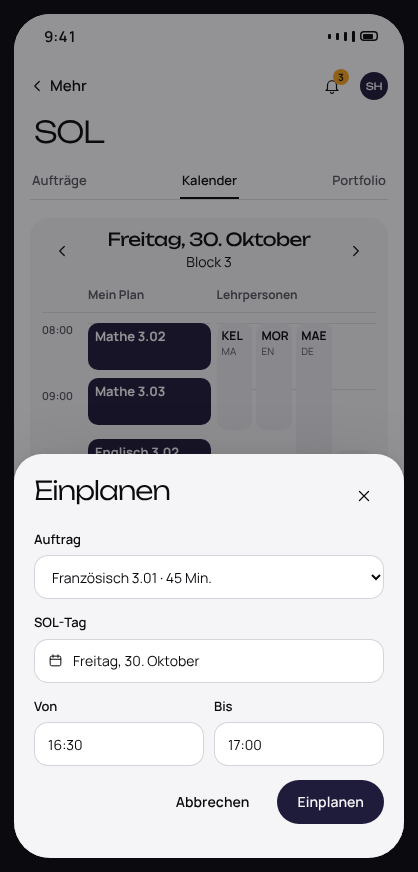 9:41
Mehr
3
SH
SOL
Aufträge Kalender Portfolio
Freitag, 30. Oktober
Block 3
Mein Plan Lehrpersonen
08:00
Mathe 3.02
KEL MOR MAE
MA EN DE
09:00
Mathe 3.03
Englisch 3.02
Einplanen
Auftrag
Französisch 3.01 · 45 Min.
SOL-Tag
Freitag, 30. Oktober
Von Bis
16:30 17:00
Abbrechen Einplanen